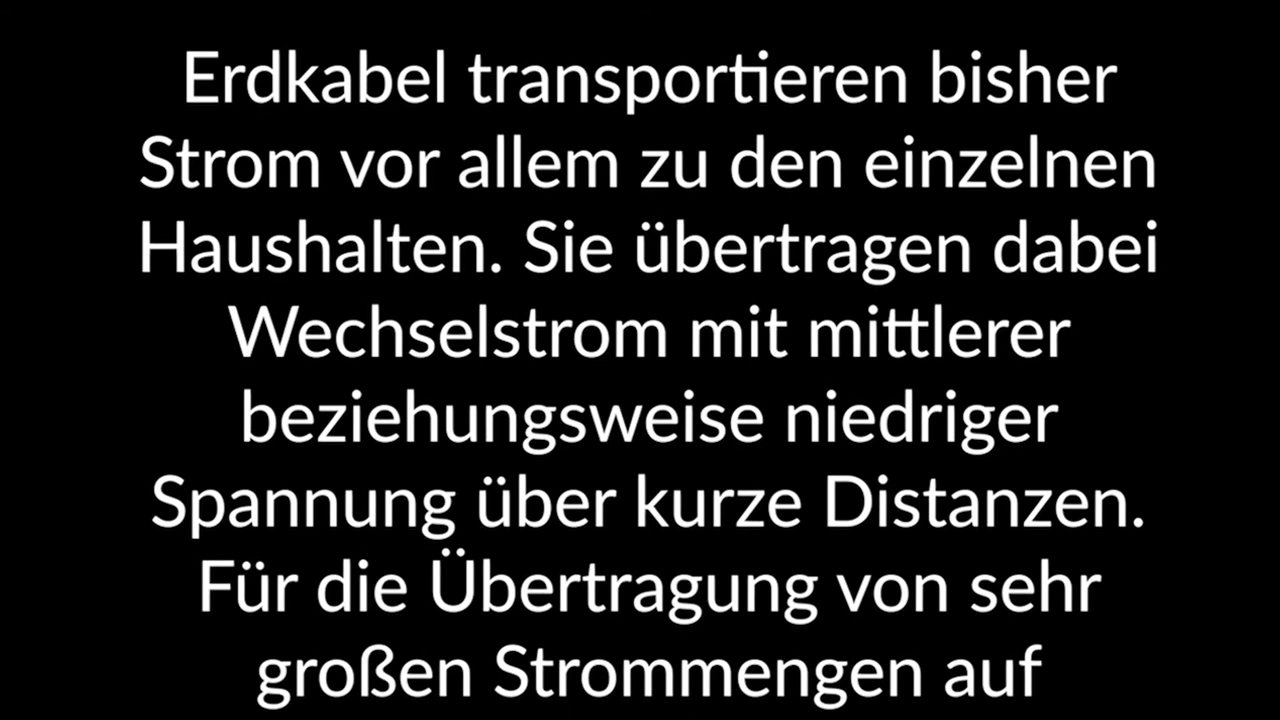 Erdkabel transportieren bisher
Strom vor allem zu den einzelnen
Haushalten. Sie übertragen dabei
Wechselstrom mit mittlerer
beziehungsweise niedriger
Spannung über kurze Distanzen.
Für die Übertragung von sehr
großen Strommengen auf